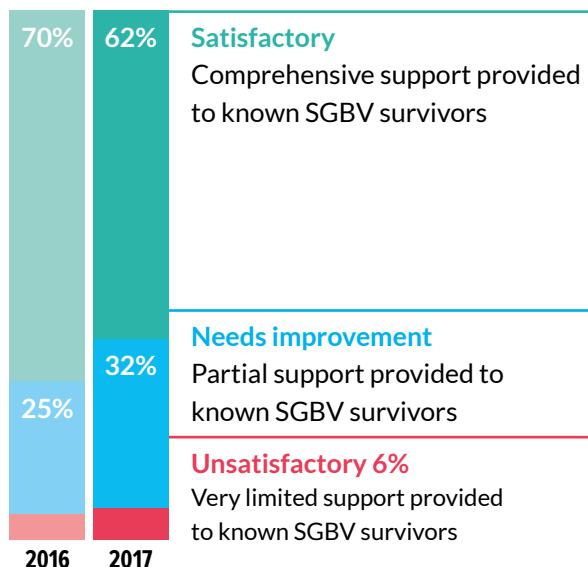 70%
62%
Satisfactory
Comprehensive support provided
to known SGBV survivors
Needs improvement
32%
Partial support provided to
25%
known SGBV survivors
Unsatisfactory 6%
Very limited support provided
to known SGBV survivors
2016
2017